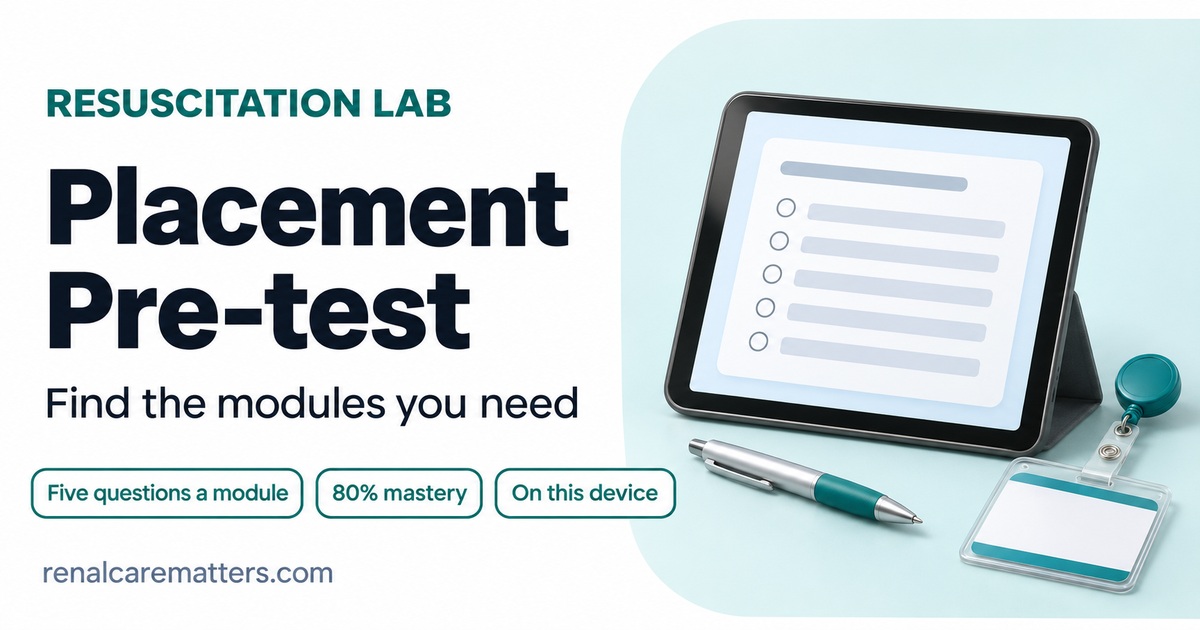 RESUSCITATION LAB
Placement
Pre-test
Find the modules you need
Five questions a module
80% mastery
On this device
renalcarematters.com